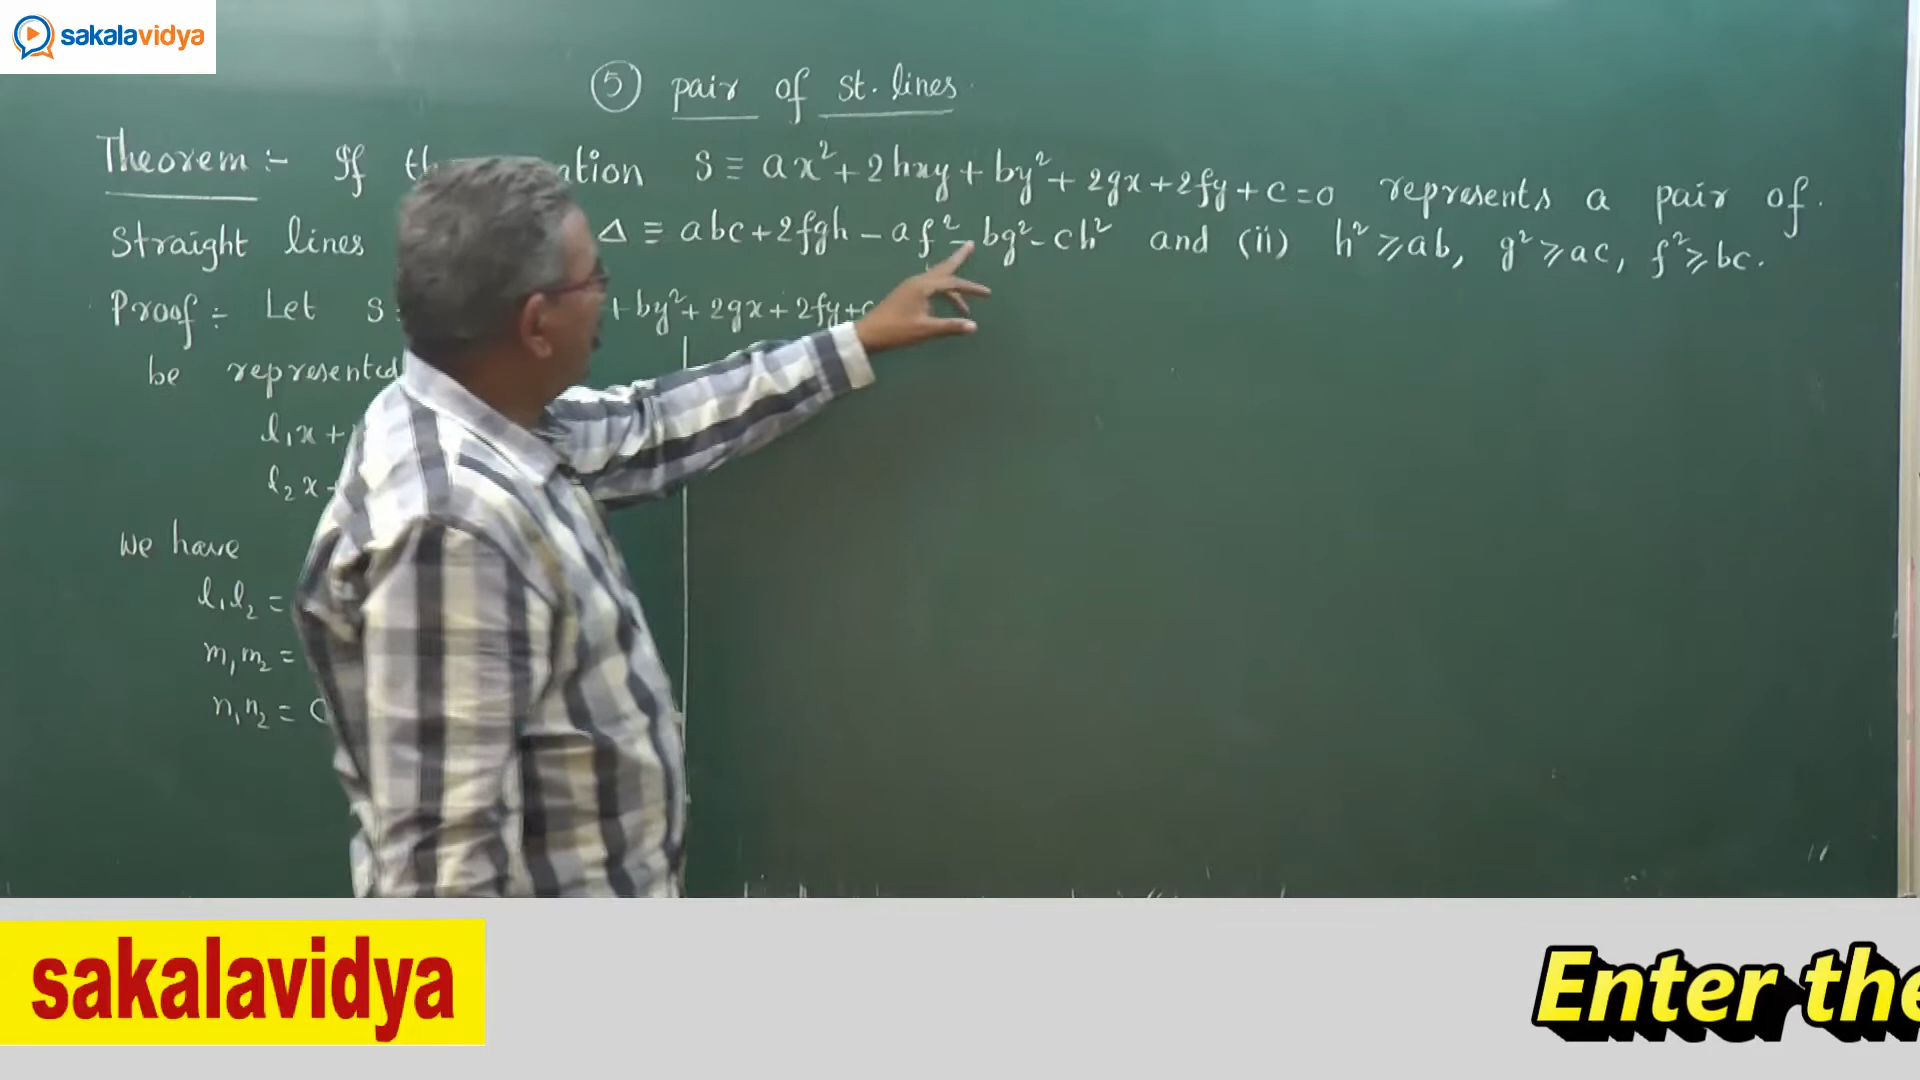 sakalavidya
5 pair of st. lines
Theorem :- If S ≡ ax² + 2hxy + by² + 2gx + 2fy + c = 0 represents a pair of
straight lines Δ ≡ abc + 2fgh - af² - bg² - ch² and (ii) h² ⩾ ab, g² ⩾ ac, f² ⩾ bc.
Proof :- Let S + by² + 2gx + 2fy + c
be represented
l₁x +
l₂x +
we have
l₁l₂ =
m₁m₂ =
n₁n₂ = c
sakalavidya
Enter the